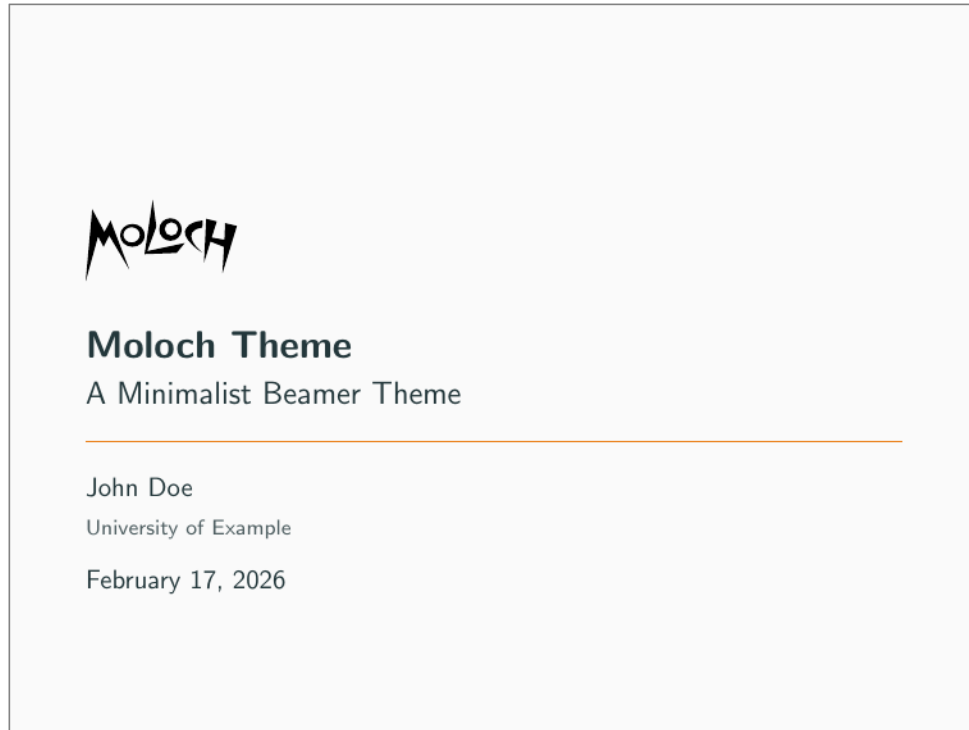 MOLOCH
Moloch Theme
A Minimalist Beamer Theme
John Doe
University of Example
February 17, 2026